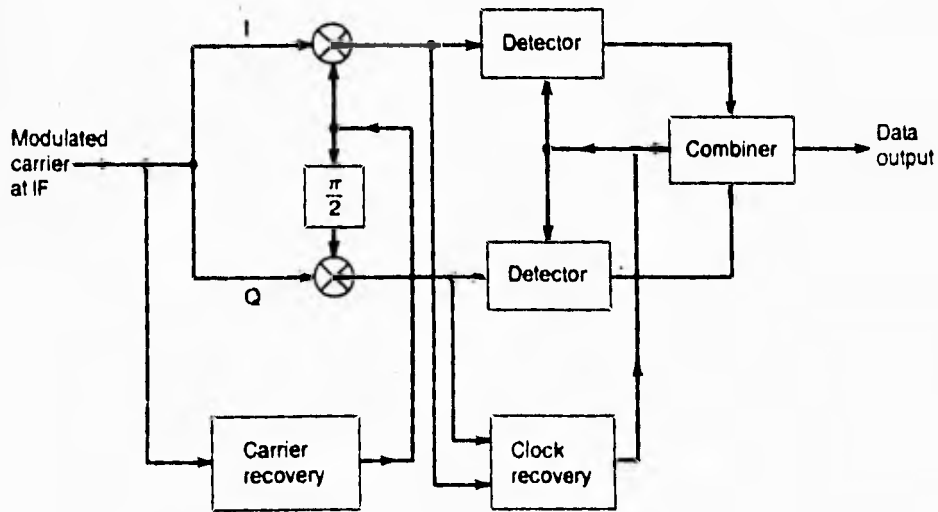 I
Detector
Modulated
carrier
at IF
π
2
Combiner
Data
output
Detector
Q
Carrier
recovery
Clock
recovery